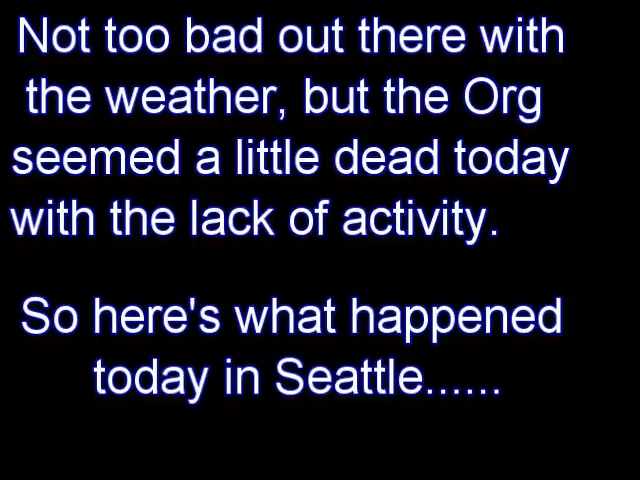 Not too bad out there with
the weather, but the Org
seemed a little dead today
with the lack of activity.
So here's what happened
today in Seattle......